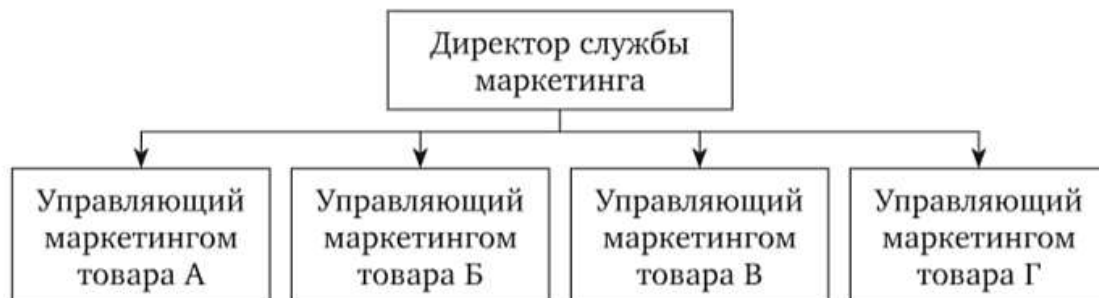 Директор службы
маркетинга
Управляющий
маркетингом
товара А
Управляющий
маркетингом
товара Б
Управляющий
маркетингом
товара В
Управляющий
маркетингом
товара Г